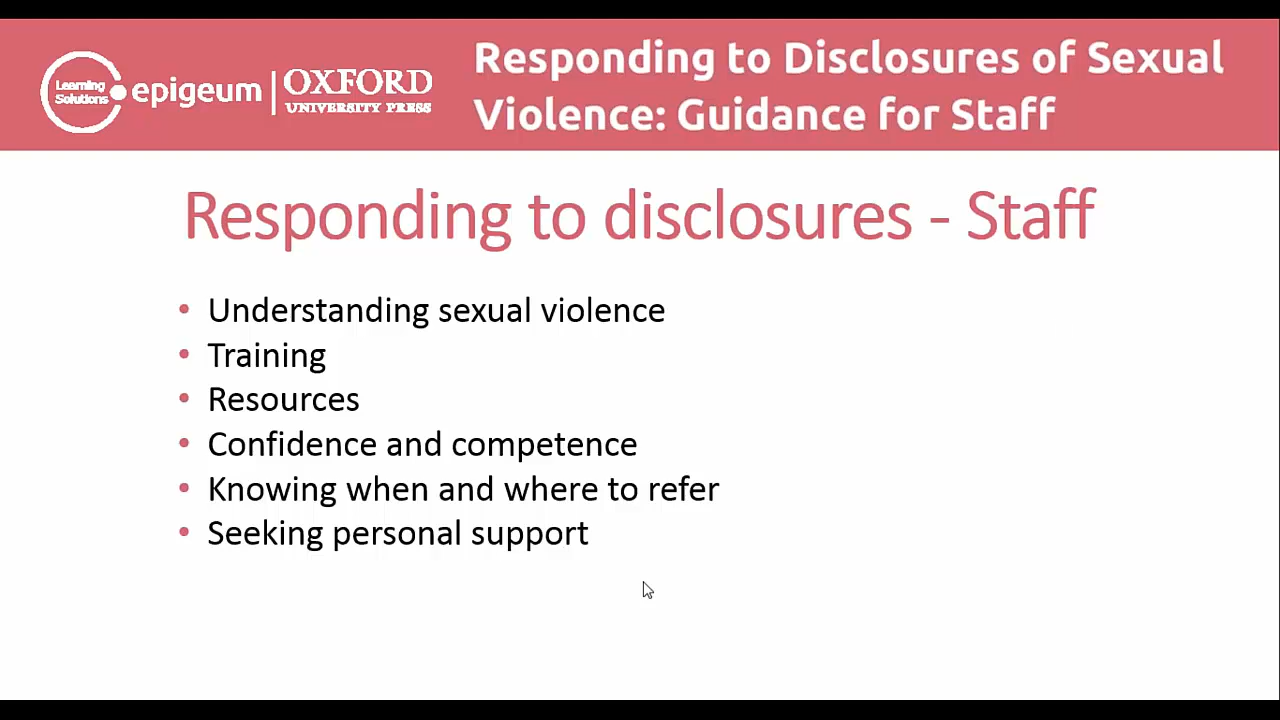 Learning
Solutions
epigeum
OXFORD
UNIVERSITY PRESS
Responding to Disclosures of Sexual
Violence: Guidance for Staff
Responding to disclosures - Staff
• Understanding sexual violence
• Training
• Resources
• Confidence and competence
• Knowing when and where to refer
• Seeking personal support